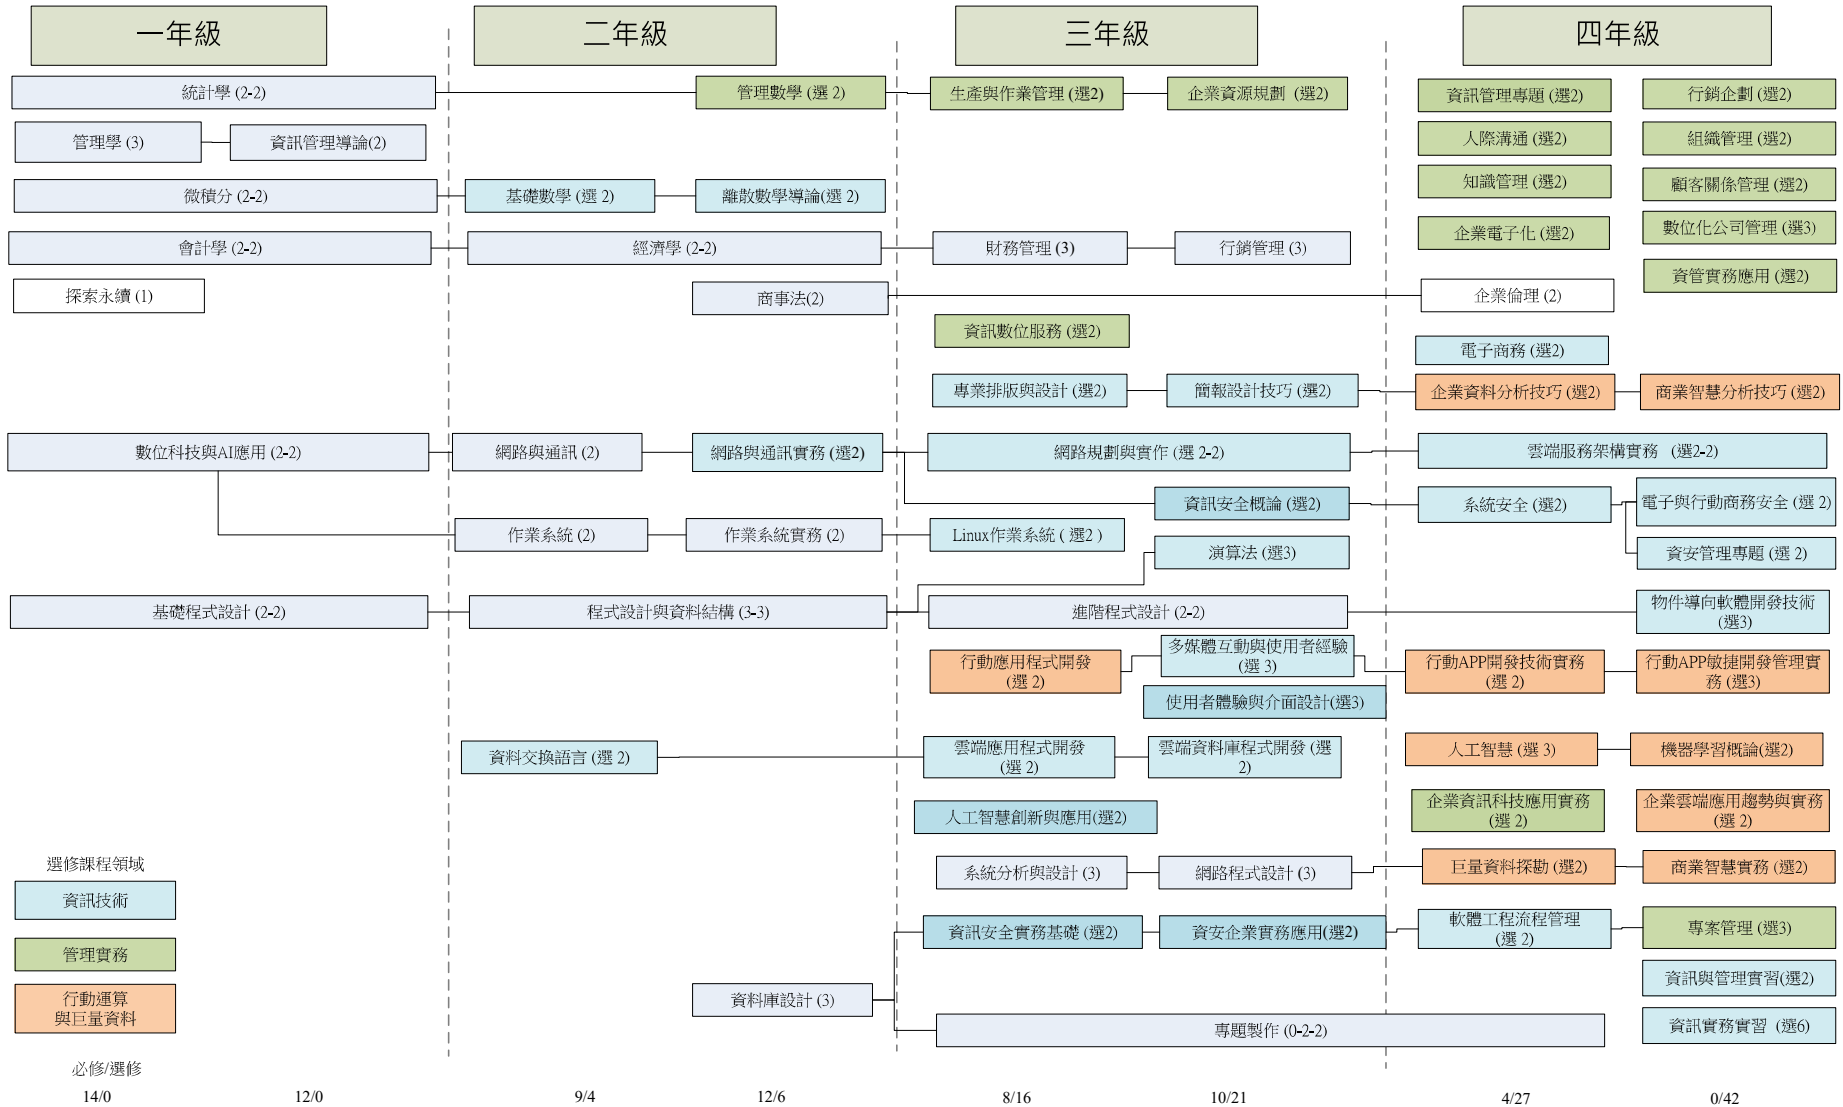 一年級
二年級
三年級
四年級
統計學 (2-2)
管理數學 (選 2)
生產與作業管理 (選2)
企業資源規劃 (選2)
資訊管理專題 (選2)
行銷企劃 (選2)
管理學 (3)
資訊管理導論(2)
人際溝通 (選2)
組織管理 (選2)
微積分 (2-2)
基礎數學 (選 2)
離散數學導論(選 2)
知識管理 (選2)
顧客關係管理 (選2)
會計學 (2-2)
經濟學 (2-2)
財務管理 (3)
行銷管理 (3)
企業電子化 (選2)
數位化公司管理 (選3)
探索永續 (1)
商事法(2)
企業倫理 (2)
資管實務應用 (選2)
資訊數位服務 (選2)
電子商務 (選2)
專業排版與設計 (選2)
簡報設計技巧 (選2)
企業資料分析技巧 (選2)
商業智慧分析技巧 (選2)
數位科技與AI應用 (2-2)
網路與通訊 (2)
網路與通訊實務 (選2)
網路規劃與實作 (選 2-2)
雲端服務架構實務 (選2-2)
資訊安全概論 (選2)
系統安全 (選2)
電子與行動商務安全 (選 2)
作業系統 (2)
作業系統實務 (2)
Linux作業系統 ( 選2 )
演算法 (選3)
資安管理專題 (選 2)
基礎程式設計 (2-2)
程式設計與資料結構 (3-3)
進階程式設計 (2-2)
物件導向軟體開發技術
(選3)
行動應用程式開發
(選 2)
多媒體互動與使用者經驗
(選 3)
行動APP開發技術實務
(選 2)
行動APP敏捷開發管理實
務 (選3)
使用者體驗與介面設計(選3)
資料交換語言 (選 2)
雲端應用程式開發
(選 2)
雲端資料庫程式開發 (選
2)
人工智慧 (選 3)
機器學習概論(選2)
人工智慧創新與應用(選2)
企業資訊科技應用實務
(選 2)
企業雲端應用趨勢與實務
(選 2)
選修課程領域
系統分析與設計 (3)
網路程式設計 (3)
巨量資料探勘 (選2)
商業智慧實務 (選2)
資訊技術
資訊安全實務基礎 (選2)
資安企業實務應用(選2)
軟體工程流程管理
(選 2)
專案管理 (選3)
管理實務
資訊與管理實習(選2)
行動運算
與巨量資料
資料庫設計 (3)
專題製作 (0-2-2)
資訊實務實習 (選6)
必修/選修
14/0
12/0
9/4
12/6
8/16
10/21
4/27
0/42